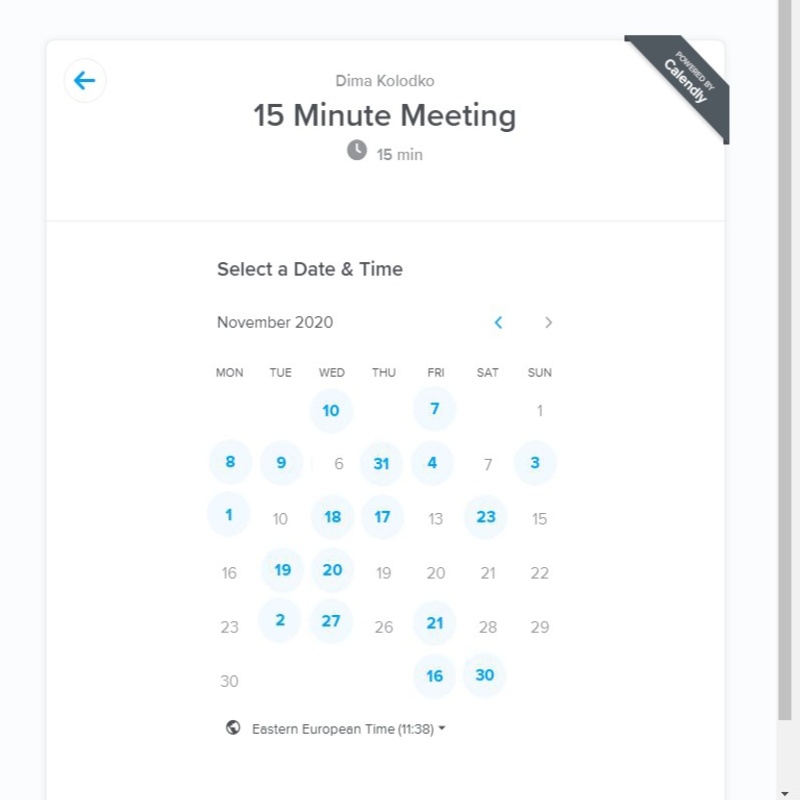 POWERED BY
Calendly
Dima Kolodko
15 Minute Meeting
15 min
Select a Date & Time
November 2020
MON TUE WED THU FRI SAT SUN
10 7 1
8 9 6 31 4 7 3
1 10 18 17 13 23 15
16 19 20 19 20 21 22
23 2 27 26 21 28 29
30 16 30
Eastern European Time (11:38)